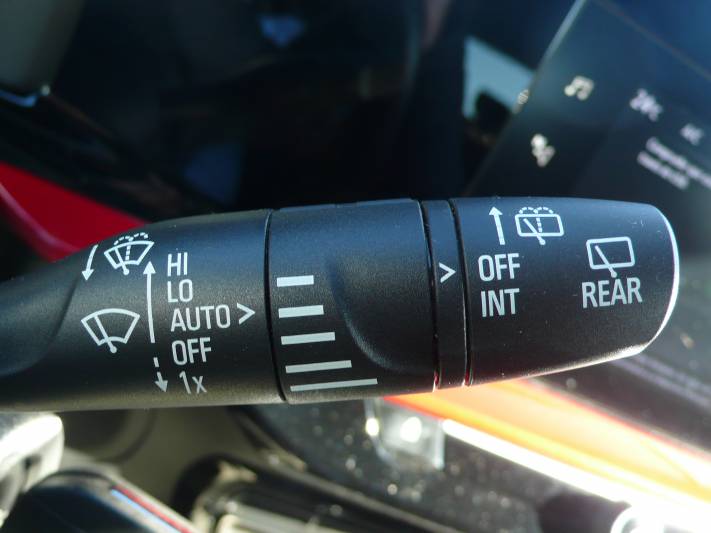 HI
LO
AUTO >
OFF
1x
>
OFF
INT
REAR